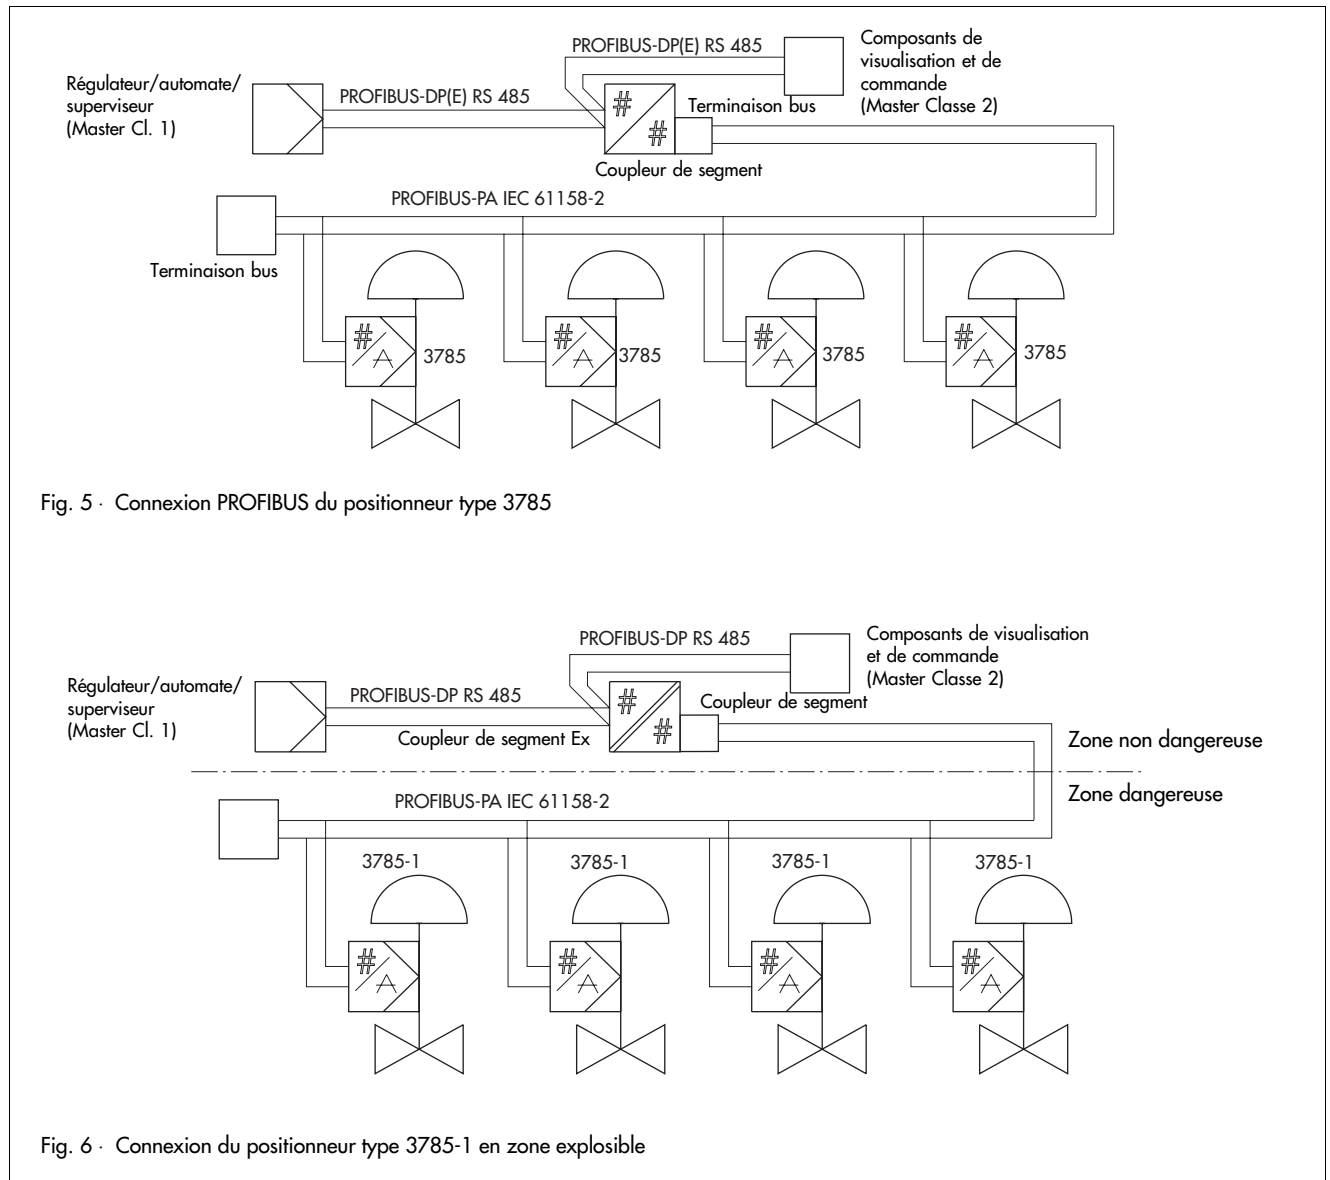 PROFIBUS-DP(E) RS 485
Composants de
visualisation et de
commande
(Master Classe 2)
Régulateur/automate/
superviseur
(Master Cl. 1)
PROFIBUS-DP(E) RS 485
#
#
Terminaison bus
Coupleur de segment
PROFIBUS-PA IEC 61158-2
Terminaison bus
# A 3785
# A 3785
# A 3785
# A 3785
Fig. 5 · Connexion PROFIBUS du positionneur type 3785
PROFIBUS-DP RS 485
Composants de visualisation
et de commande
(Master Classe 2)
Régulateur/automate/
superviseur
(Master Cl. 1)
PROFIBUS-DP RS 485
#
#
Coupleur de segment
Coupleur de segment Ex
Zone non dangereuse
Zone dangereuse
PROFIBUS-PA IEC 61158-2
3785-1
3785-1
3785-1
3785-1
# A
# A
# A
# A
Fig. 6 · Connexion du positionneur type 3785-1 en zone explosible